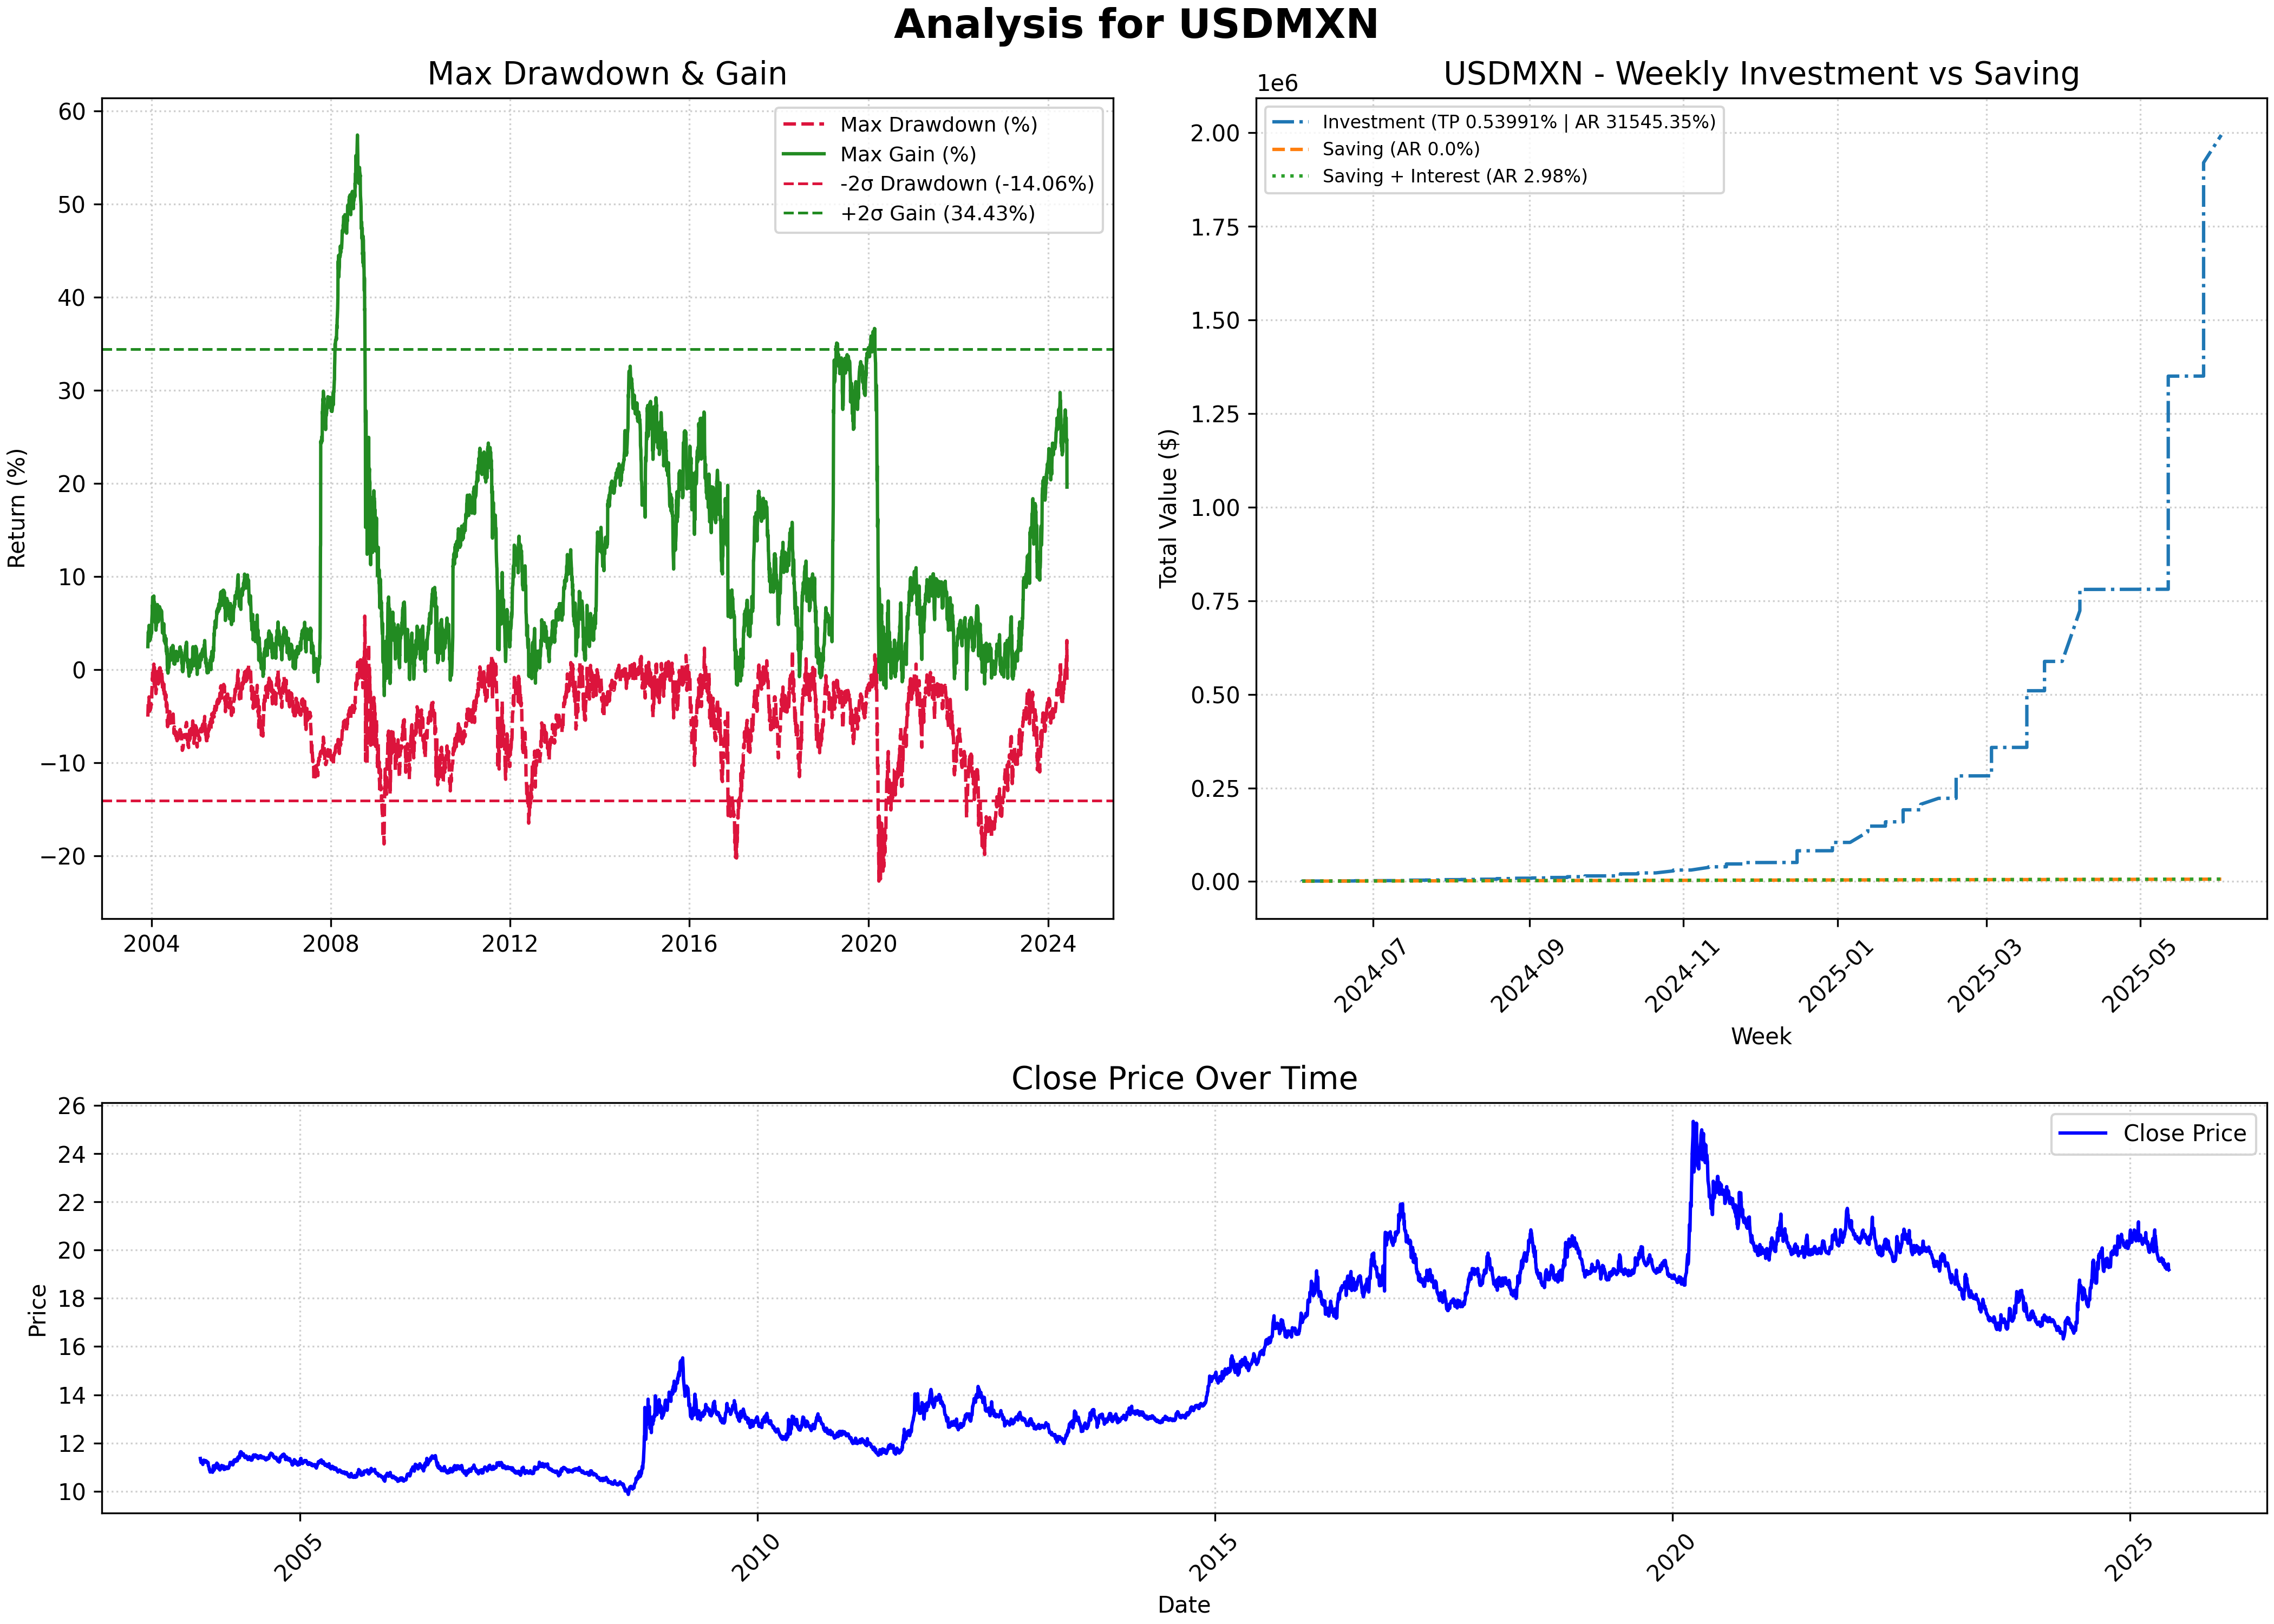 Analysis for USDMXN
Max Drawdown & Gain
Return (%)
60
50
40
30
20
10
0
−10
−20
2004
2008
2012
2016
2020
2024
Max Drawdown (%)
Max Gain (%)
-2σ Drawdown (-14.06%)
+2σ Gain (34.43%)
USDMXN - Weekly Investment vs Saving
1e6
Total Value ($)
2.00
1.75
1.50
1.25
1.00
0.75
0.50
0.25
0.00
2024-07
2024-09
2024-11
2025-01
2025-03
2025-05
Week
Investment (TP 0.53991% | AR 31545.35%)
Saving (AR 0.0%)
Saving + Interest (AR 2.98%)
Close Price Over Time
Price
26
24
22
20
18
16
14
12
10
2005
2010
2015
2020
2025
Date
Close Price